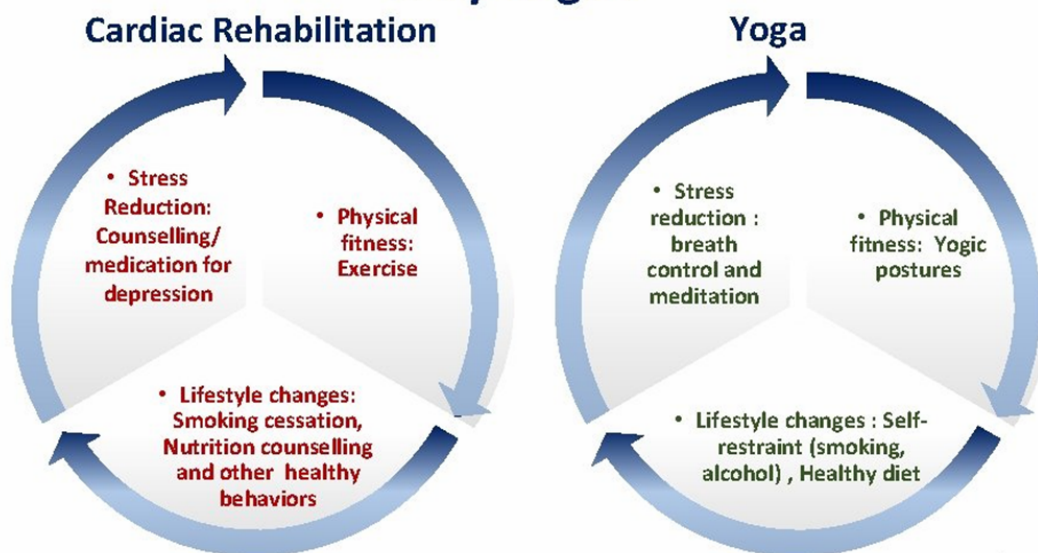 Cardiac Rehabilitation
• Stress
Reduction:
Counselling/
medication for
depression
• Physical
fitness:
Exercise
• Lifestyle changes:
Smoking cessation,
Nutrition counselling
and other healthy
behaviors
Yoga
• Stress
reduction :
breath
control and
meditation
• Physical
fitness: Yogic
postures
• Lifestyle changes : Self-
restraint (smoking,
alcohol) , Healthy diet